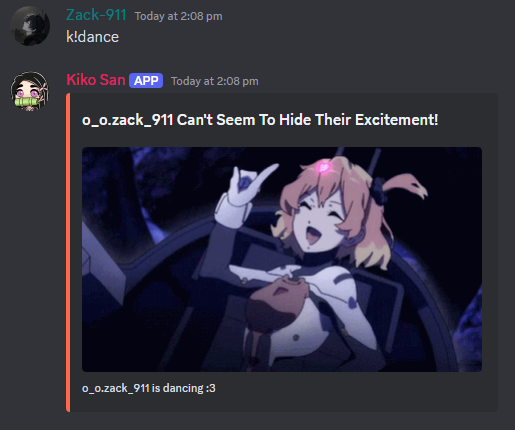 Zack-911 Today at 2:08 pm
k!dance
Kiko San APP Today at 2:08 pm
o_o.zack_911 Can't Seem To Hide Their Excitement!
o_o.zack_911 is dancing :3